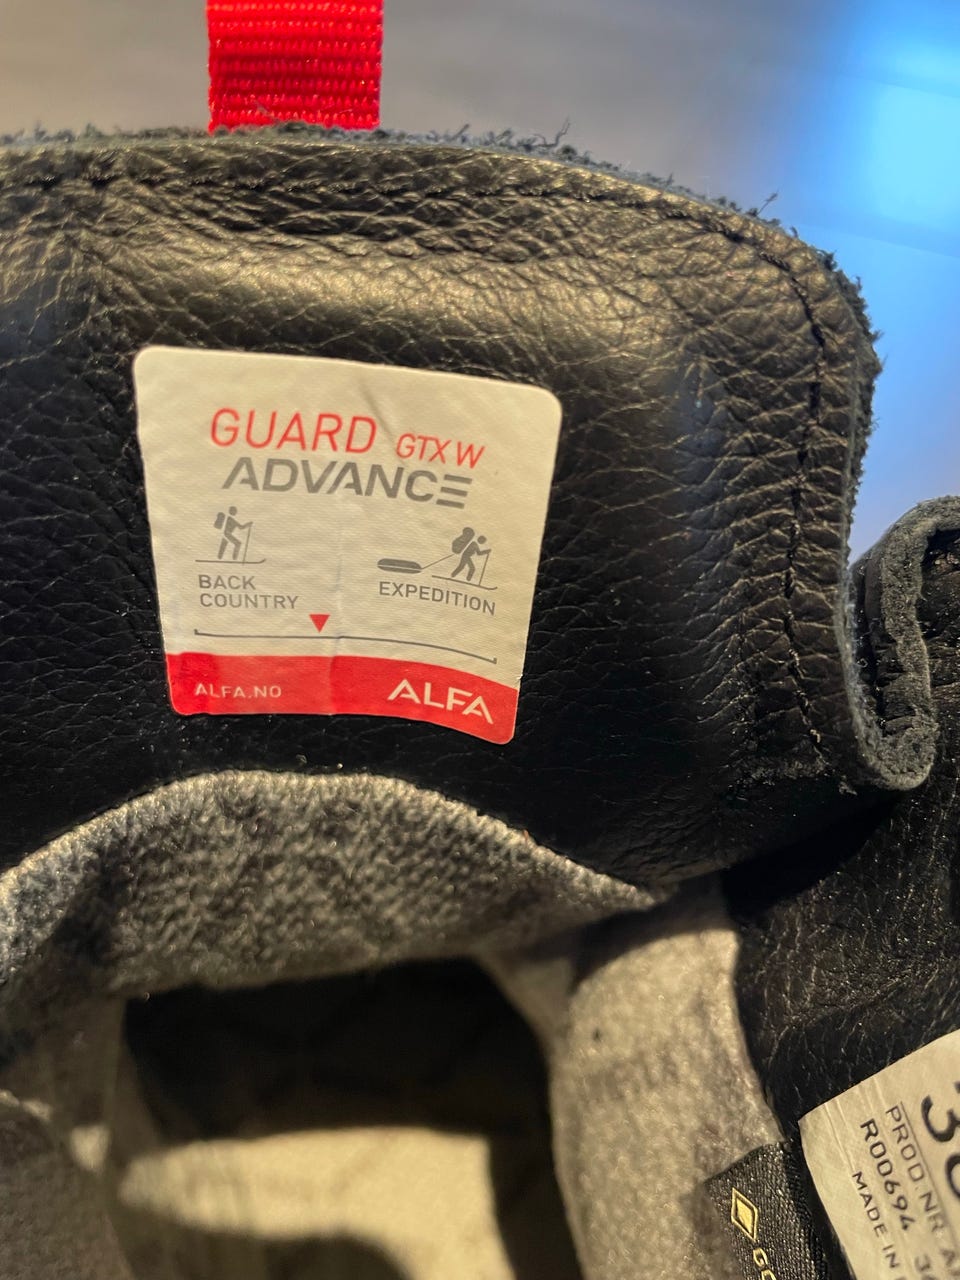 GUARD GTX W
ADVANCE
BACK
COUNTRY
EXPEDITION
ALFA.NO
ALFA
PROD.NR
R00694
MADE IN